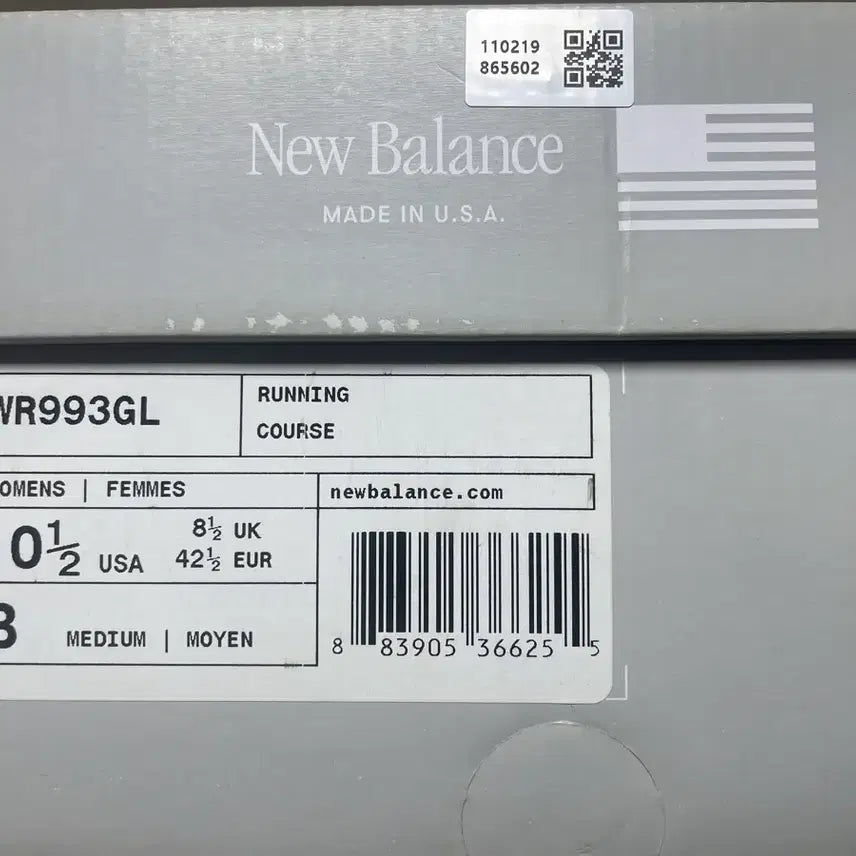 110219
865602
New Balance
MADE IN U.S.A.
WR993GL
RUNNING
COURSE
OMENS | FEMMES
newbalance.com
0½ USA
8½ UK
42½ EUR
B MEDIUM | MOYEN
8 83905 36625 5